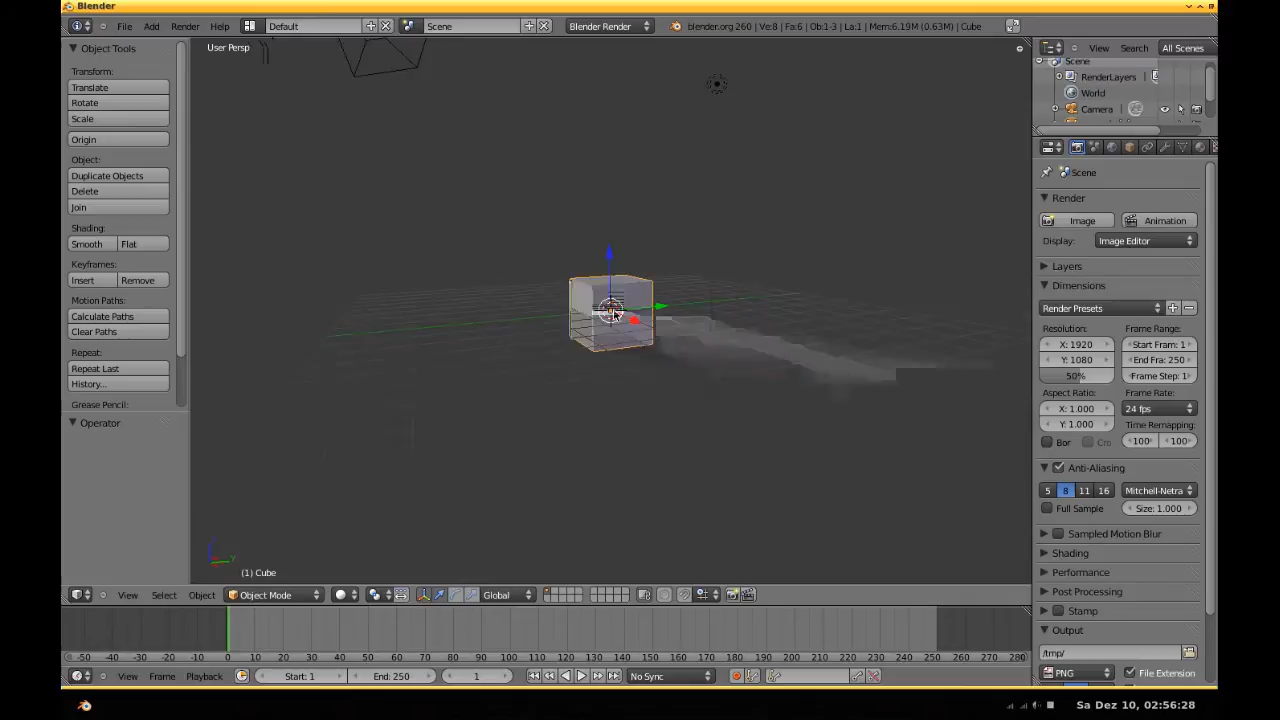 Blender
File Add Render Help Default Scene Blender Render blender.org 260 | Ve:8 | Fa:6 | Ob:1-3 | La:1 | Mem:6.19M (0.63M) | Cube
Object Tools
Transform:
Translate
Rotate
Scale
Origin
Object:
Duplicate Objects
Delete
Join
Shading:
Smooth Flat
Keyframes:
Insert Remove
Motion Paths:
Calculate Paths
Clear Paths
Repeat:
Repeat Last
History...
Grease Pencil:
Operator
User Persp
(1) Cube
View Select Object Object Mode Global
-50 -40 -30 -20 -10 0 10 20 30 40 50 60 70 80 90 100 110 120 130 140 150 160 170 180 190 200 210 220 230 240 250 260 270 280
View Frame Playback Start: 1 End: 250 1 No Sync
View Search All Scenes
Scene
RenderLayers
World
Camera
Scene
Render
Image Animation
Display: Image Editor
Layers
Dimensions
Render Presets
Resolution: Frame Range:
X: 1920 Start Fram: 1
Y: 1080 End Fra: 250
50% Frame Step: 1
Aspect Ratio: Frame Rate:
X: 1.000 24 fps
Y: 1.000 Time Remapping:
Bor Cro 100 100
Anti-Aliasing
5 8 11 16 Mitchell-Netra
Full Sample Size: 1.000
Sampled Motion Blur
Shading
Performance
Post Processing
Stamp
Output
/tmp/
PNG File Extension
Sa Dez 10, 02:56:28